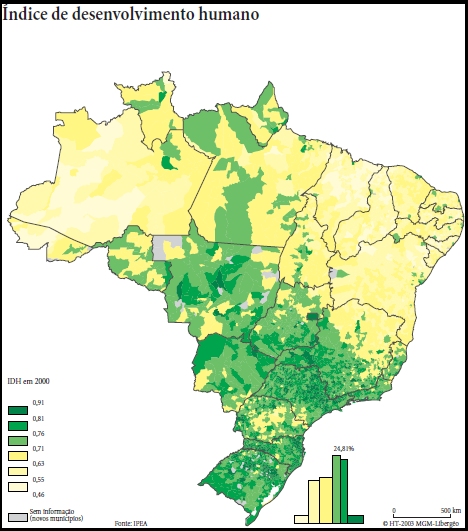 Índice de desenvolvimento humano
IDH em 2000
0,91
0,81
0,76
0,71
0,63
0,55
0,46
Sem informação
(novos municípios)
Fonte: IPEA
24,81%
0 500 km
© HT-2003 MGM-Libergéo